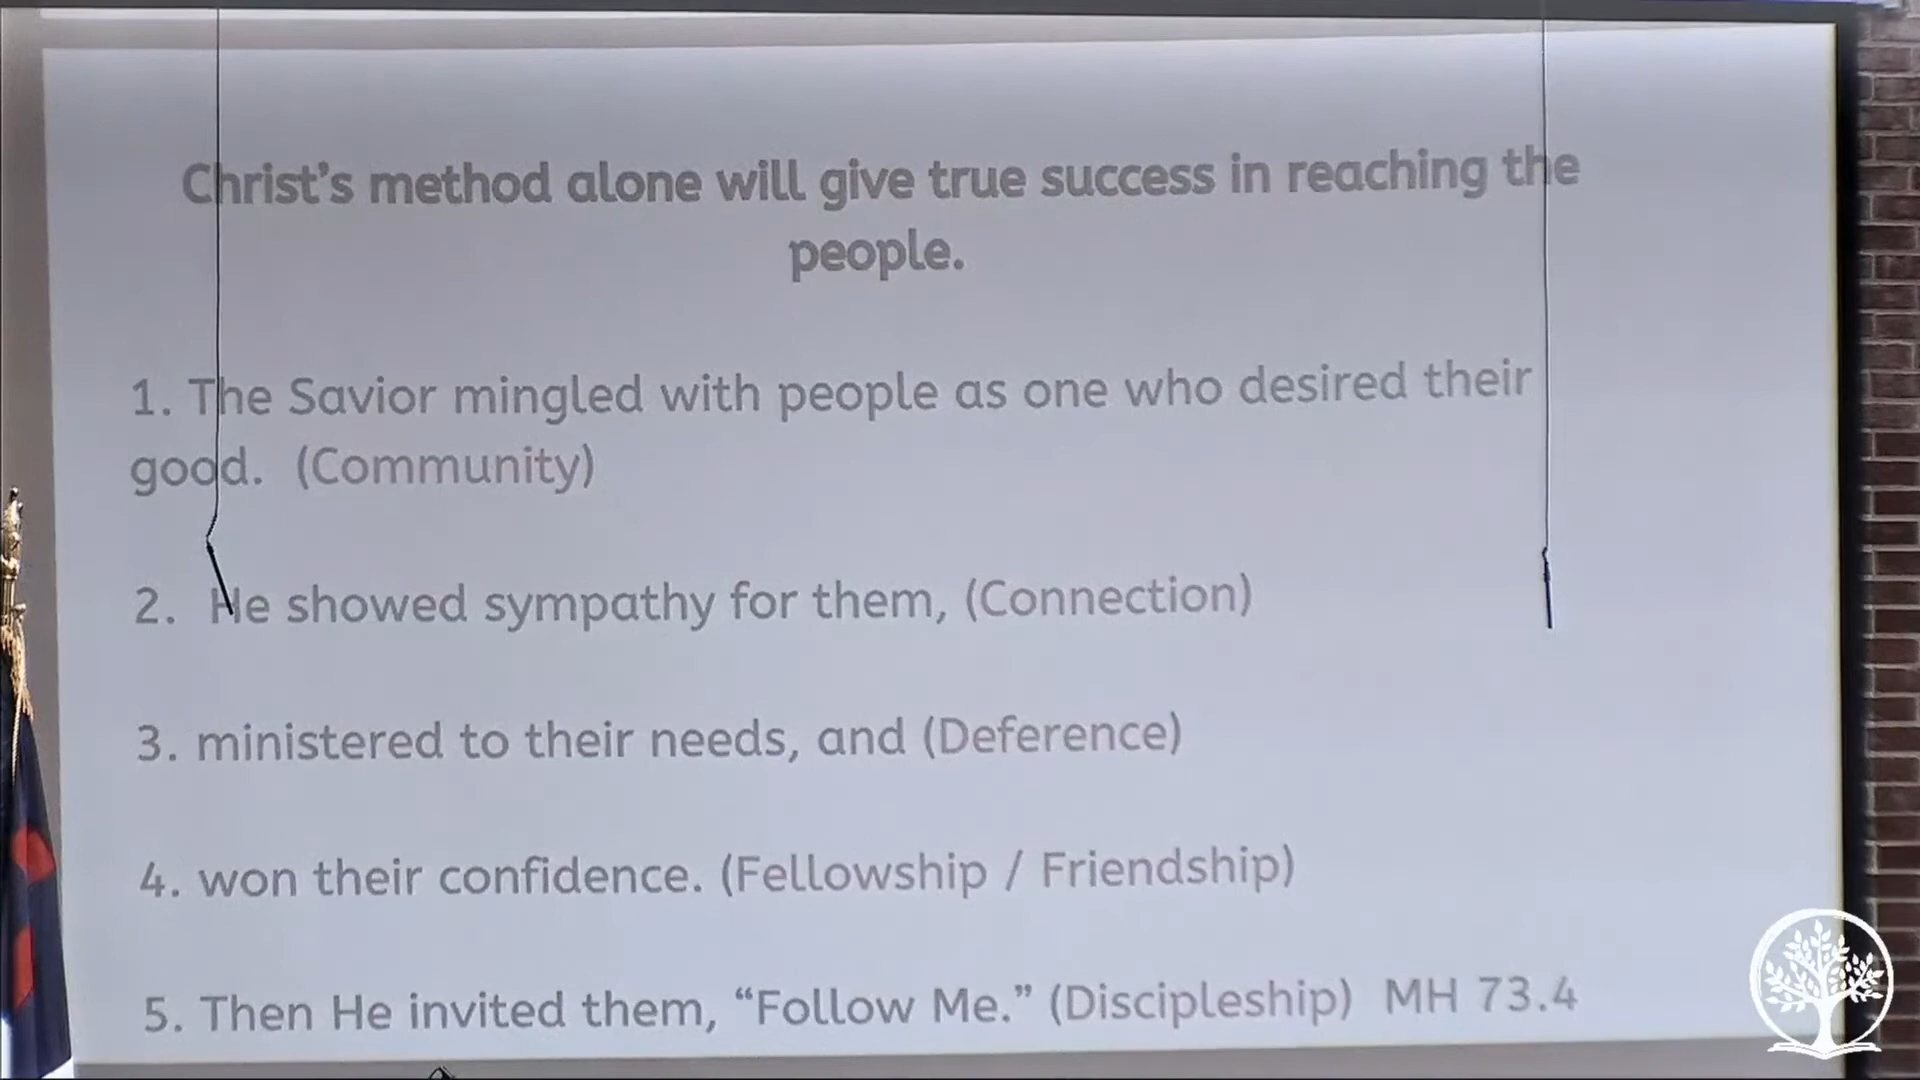 Christ’s method alone will give true success in reaching the
people.
1. The Savior mingled with people as one who desired their
good. (Community)
2. He showed sympathy for them, (Connection)
3. ministered to their needs, and (Deference)
4. won their confidence. (Fellowship / Friendship)
5. Then He invited them, “Follow Me.” (Discipleship) MH 73.4